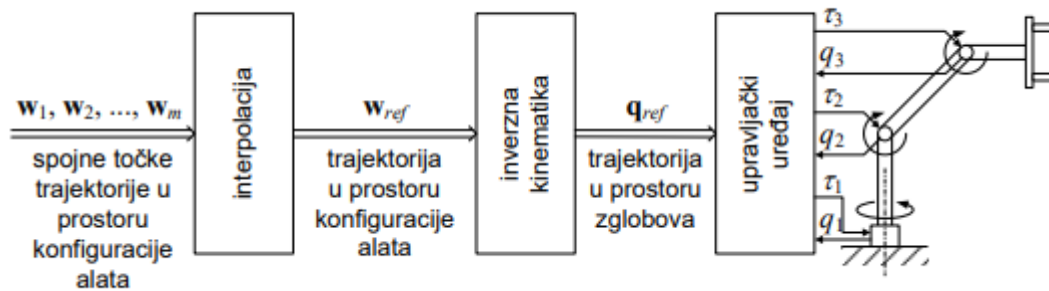 w1, w2, ..., wm
spojne točke
trajektorije u
prostoru
konfiguracije
alata
interpolacija
wref
trajektorija
u prostoru
konfiguracije
alata
inverzna
kinematika
qref
trajektorija
u prostoru
zglobova
upravljački
uređaj
τ3
q3
τ2
q2
τ1
q1